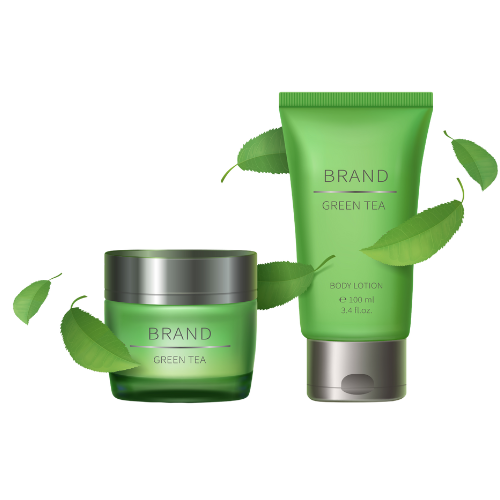 BRAND
GREEN TEA
BODY LOTION
℮ 100 ml
3.4 fl.oz.
BRAND
GREEN TEA